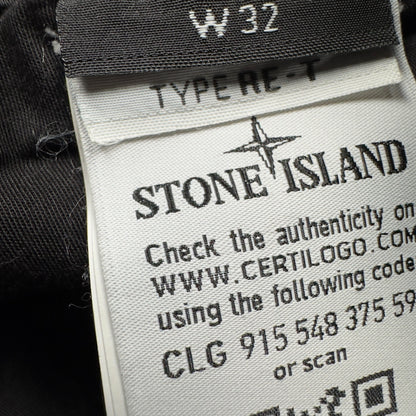 W 32
TYPE RE-T
STONE ISLAND
Check the authenticity on
WWW.CERTILOGO.COM
using the following code
CLG 915 548 375 59
or scan